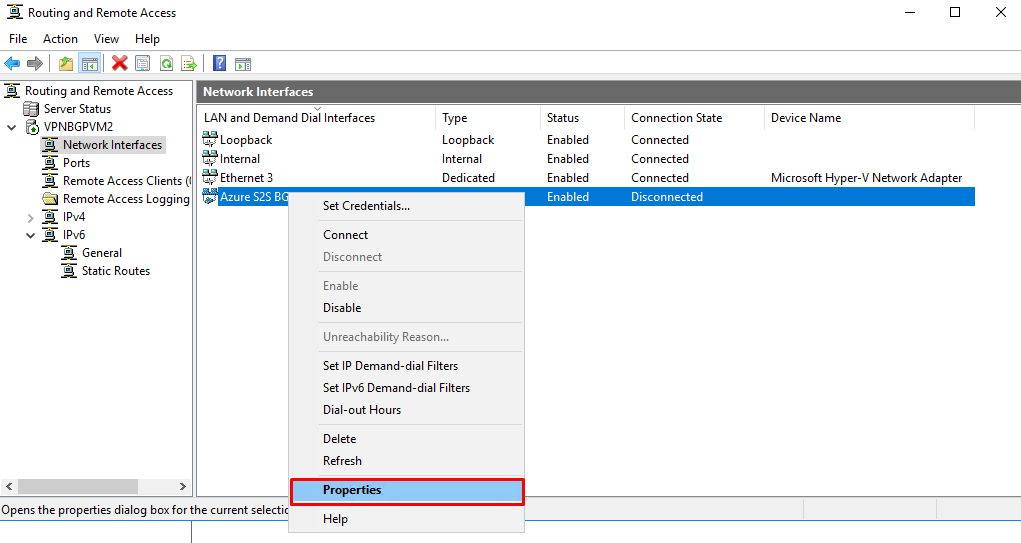 Routing and Remote Access
File Action View Help
Routing and Remote Access
Server Status
VPNBGPVM2
Network Interfaces
Ports
Remote Access Clients (
Remote Access Logging
IPv4
IPv6
General
Static Routes
Network Interfaces
LAN and Demand Dial Interfaces Type Status Connection State Device Name
Loopback Loopback Enabled Connected
Internal Internal Enabled Connected
Ethernet 3 Dedicated Enabled Connected Microsoft Hyper-V Network Adapter
Azure S2S BG Enabled Disconnected
Set Credentials...
Connect
Disconnect
Enable
Disable
Unreachability Reason...
Set IP Demand-dial Filters
Set IPv6 Demand-dial Filters
Dial-out Hours
Delete
Refresh
Properties
Help
Opens the properties dialog box for the current selectio